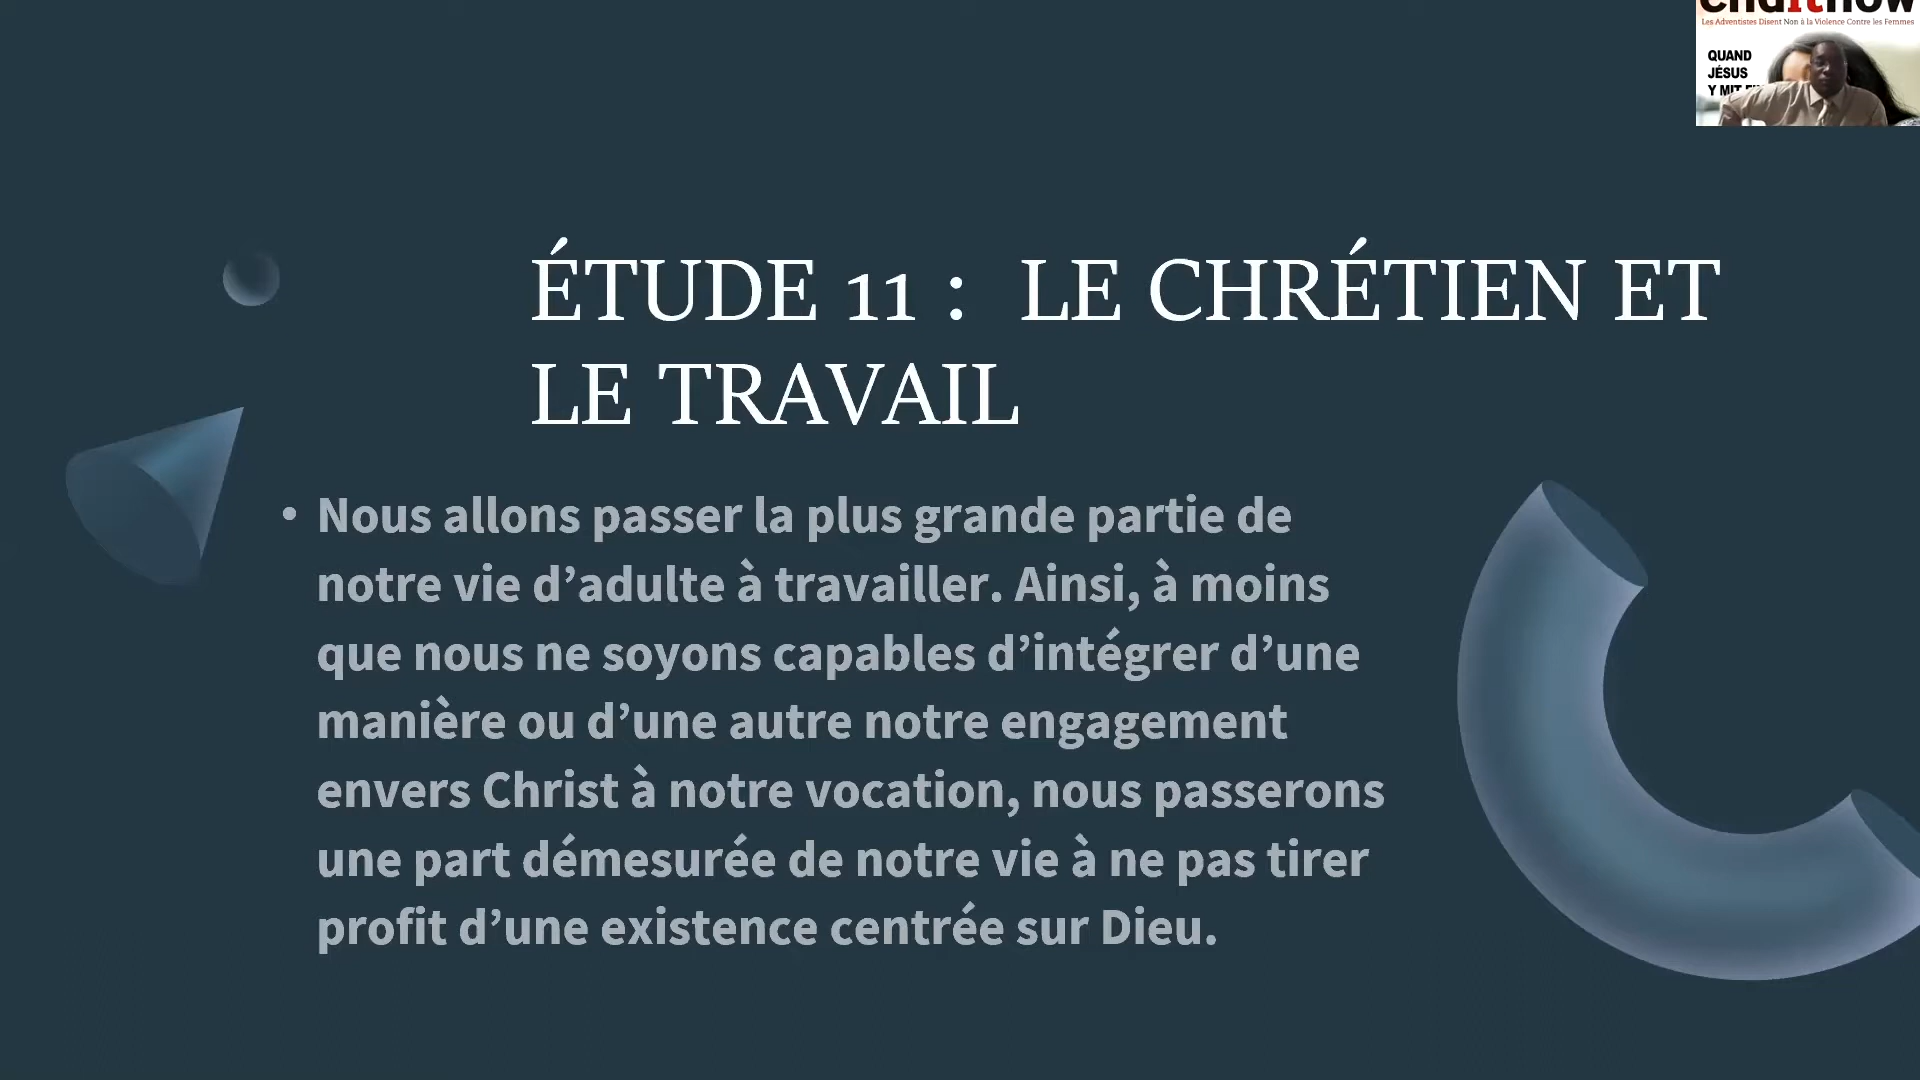 enditnow
Les Adventistes Disent Non à la Violence Contre les Femmes
QUAND
JÉSUS
Y MIT
ÉTUDE 11 : LE CHRÉTIEN ET
LE TRAVAIL
• Nous allons passer la plus grande partie de
notre vie d’adulte à travailler. Ainsi, à moins
que nous ne soyons capables d’intégrer d’une
manière ou d’une autre notre engagement
envers Christ à notre vocation, nous passerons
une part démesurée de notre vie à ne pas tirer
profit d’une existence centrée sur Dieu.